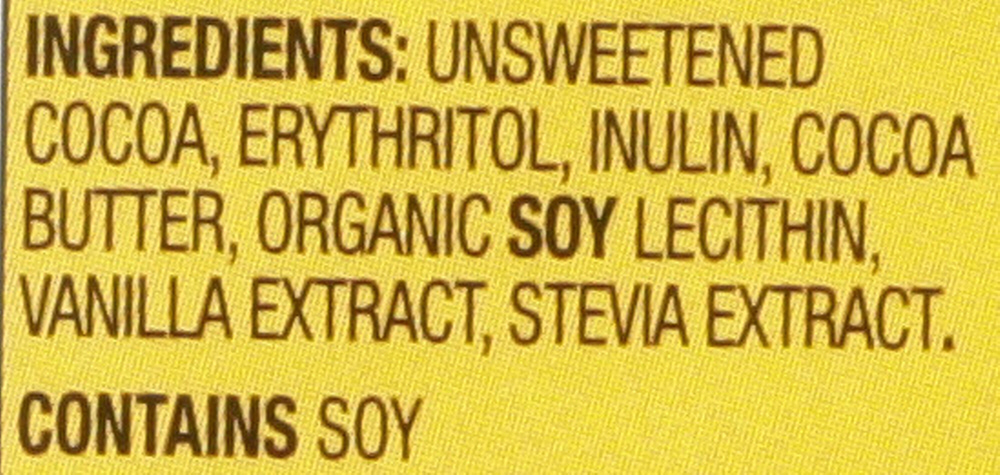 INGREDIENTS: UNSWEETENED
COCOA, ERYTHRITOL, INULIN, COCOA
BUTTER, ORGANIC SOY LECITHIN,
VANILLA EXTRACT, STEVIA EXTRACT.
CONTAINS SOY